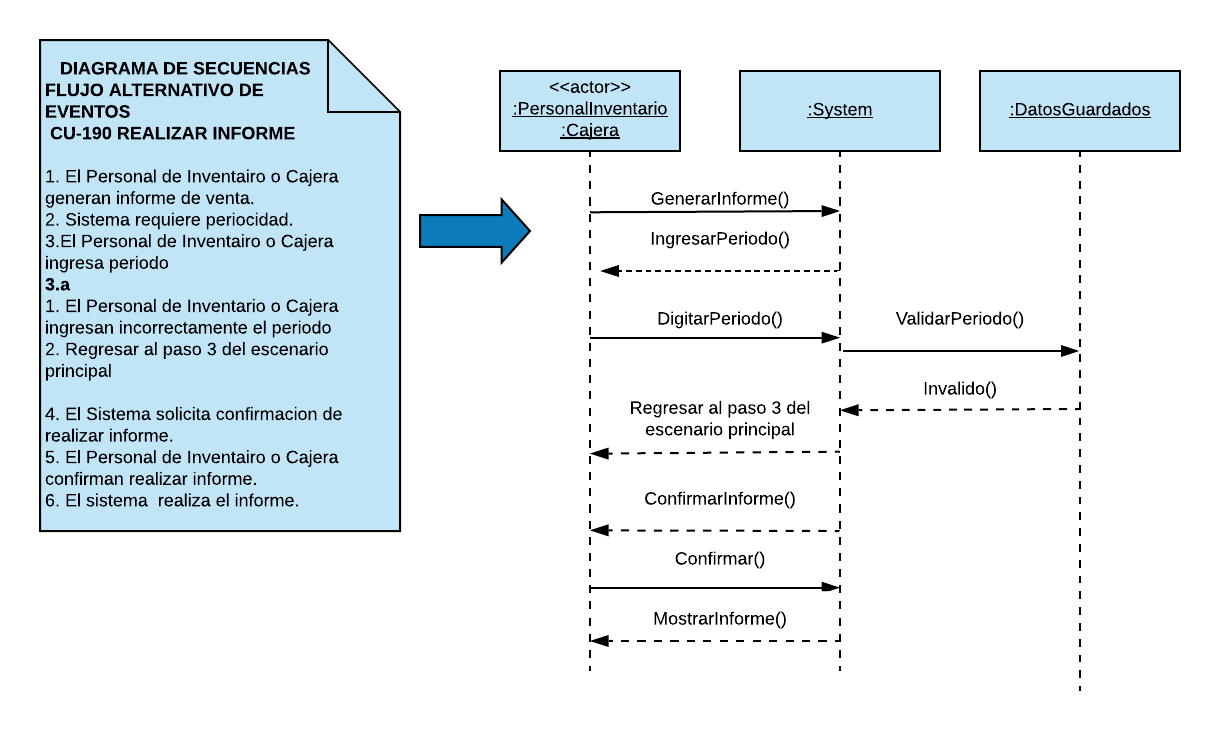 DIAGRAMA DE SECUENCIAS
FLUJO ALTERNATIVO DE
EVENTOS
CU-190 REALIZAR INFORME
1. El Personal de Inventairo o Cajera
generan informe de venta.
2. Sistema requiere periocidad.
3.El Personal de Inventairo o Cajera
ingresa periodo
3.a
1. El Personal de Inventario o Cajera
ingresan incorrectamente el periodo
2. Regresar al paso 3 del escenario
principal
4. El Sistema solicita confirmacion de
realizar informe.
5. El Personal de Inventairo o Cajera
confirman realizar informe.
6. El sistema  realiza el informe.
<<actor>>
:PersonalInventario
:Cajera
:System
:DatosGuardados
GenerarInforme()
IngresarPeriodo()
DigitarPeriodo()
ValidarPeriodo()
Invalido()
Regresar al paso 3 del
escenario principal
ConfirmarInforme()
Confirmar()
MostrarInforme()